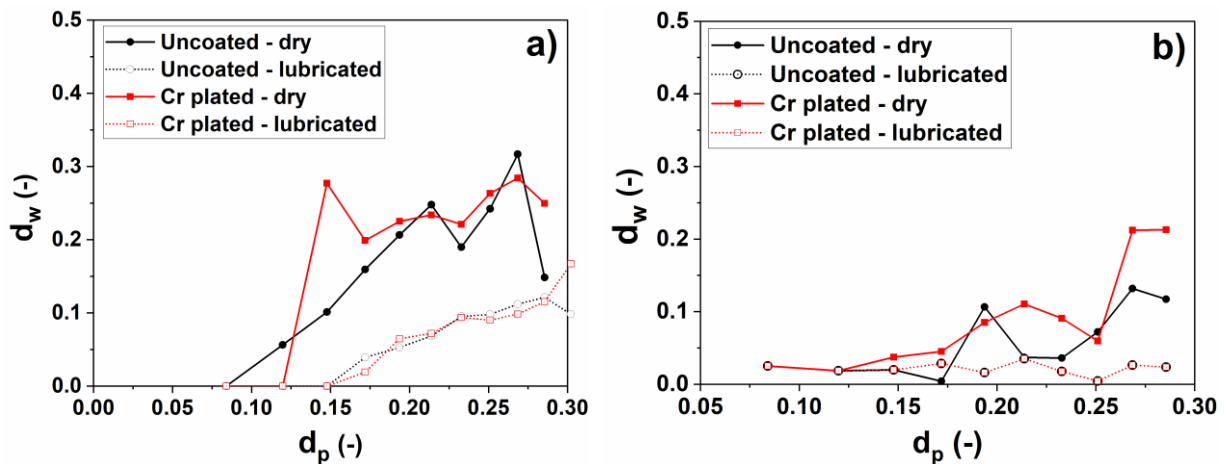 a)
Uncoated - dry
Uncoated - lubricated
Cr plated - dry
Cr plated - lubricated
0.5
0.4
0.3
0.2
0.1
0.0
d_w (-)
0.00 0.05 0.10 0.15 0.20 0.25 0.30
d_p (-)
b)
Uncoated - dry
Uncoated - lubricated
Cr plated - dry
Cr plated - lubricated
0.5
0.4
0.3
0.2
0.1
0.0
d_w (-)
0.05 0.10 0.15 0.20 0.25 0.30
d_p (-)